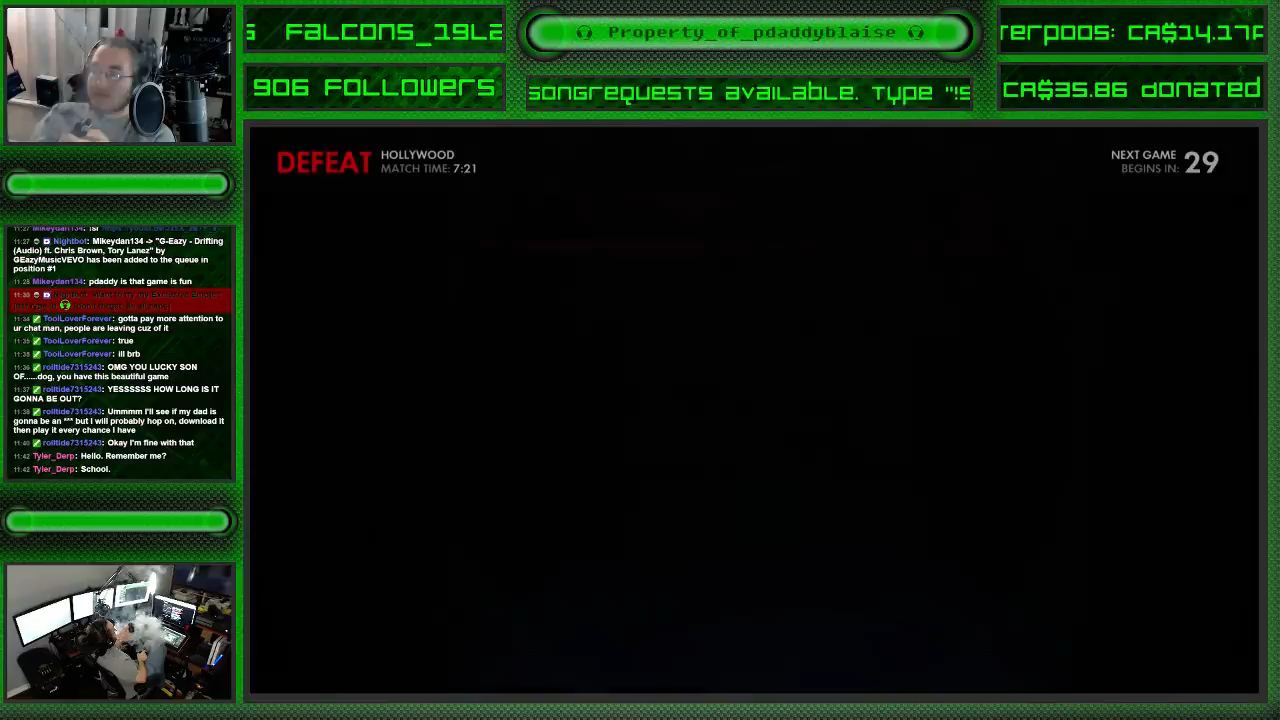 FALCONS_19LA
Property_of_pdaddyblaise
TERPOOS: CA$14.17
906 FOLLOWERS
SONGREQUESTS AVAILABLE. TYPE "!S
CA$35.86 DONATED
DEFEAT
HOLLYWOOD
MATCH TIME: 7:21
NEXT GAME
BEGINS IN: 29
11:27 Mikeydan134: !sr
11:27 Nightbot: Mikeydan134 -> "G-Eazy - Drifting
(Audio) ft. Chris Brown, Tory Lanez" by
GEazyMusicVEVO has been added to the queue in
position #1
11:28 Mikeydan134: pdaddy is that game is fun
11:30
11:34 ToolLoverForever: gotta pay more attention to
ur chat man, people are leaving cuz of it
11:35 ToolLoverForever: true
11:35 ToolLoverForever: ill brb
11:36 rolltide7315243: OMG YOU LUCKY SON
OF......dog, you have this beautiful game
11:37 rolltide7315243: YESSSSSS HOW LONG IS IT
GONNA BE OUT?
11:38 rolltide7315243: Ummmm I'll see if my dad is
gonna be an *** but I will probably hop on, download it
then play it every chance I have
11:40 rolltide7315243: Okay I'm fine with that
11:42 Tyler_Derp: Hello. Remember me?
11:42 Tyler_Derp: School.